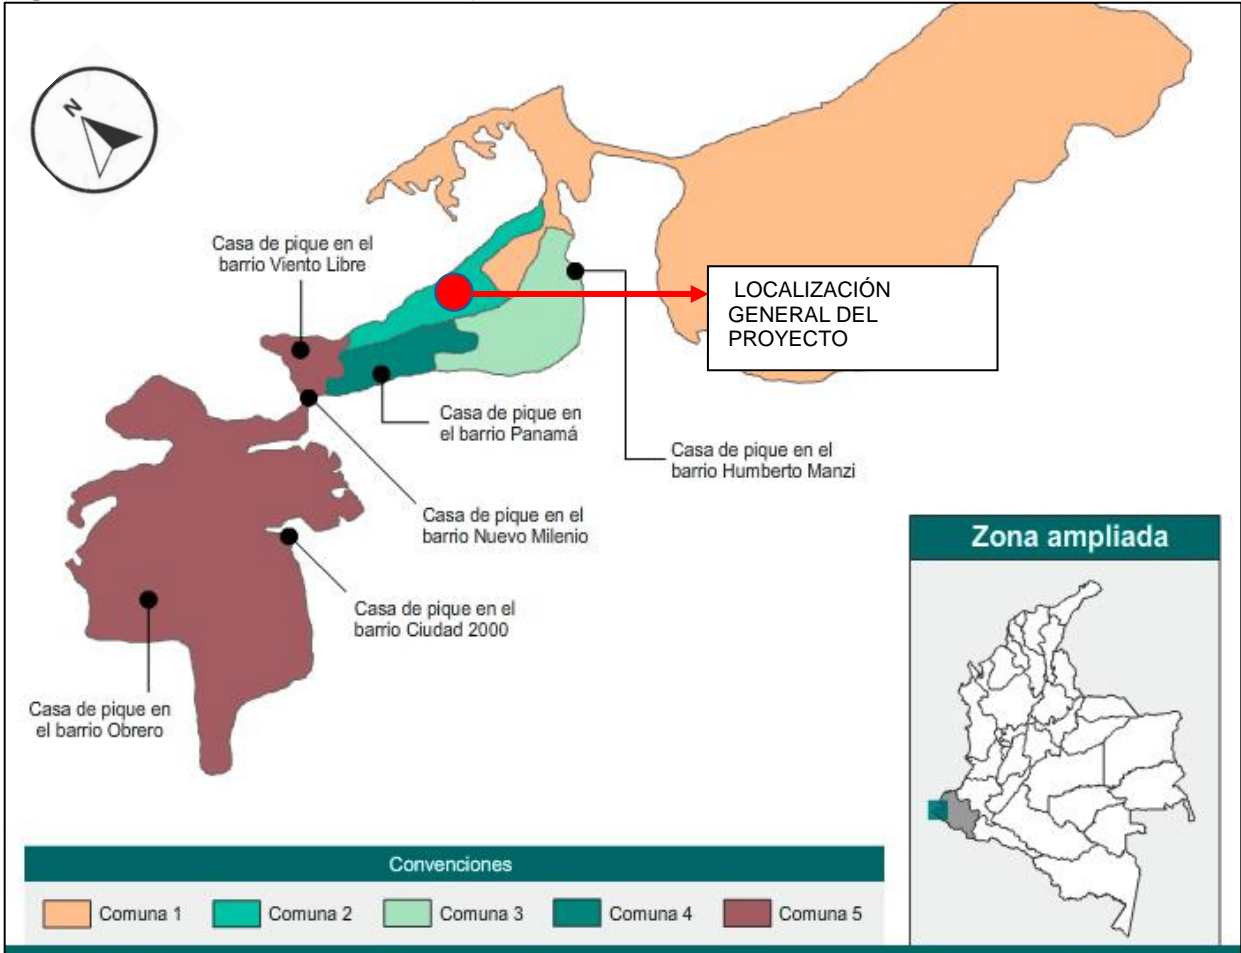 N
Casa de pique en el
barrio Viento Libre
LOCALIZACIÓN
GENERAL DEL
PROYECTO
Casa de pique en
el barrio Panamá
Casa de pique en el
barrio Humberto Manzi
Casa de pique en el
barrio Nuevo Milenio
Casa de pique en el
barrio Ciudad 2000
Casa de pique en
el barrio Obrero
Zona ampliada
Convenciones
Comuna 1
Comuna 2
Comuna 3
Comuna 4
Comuna 5